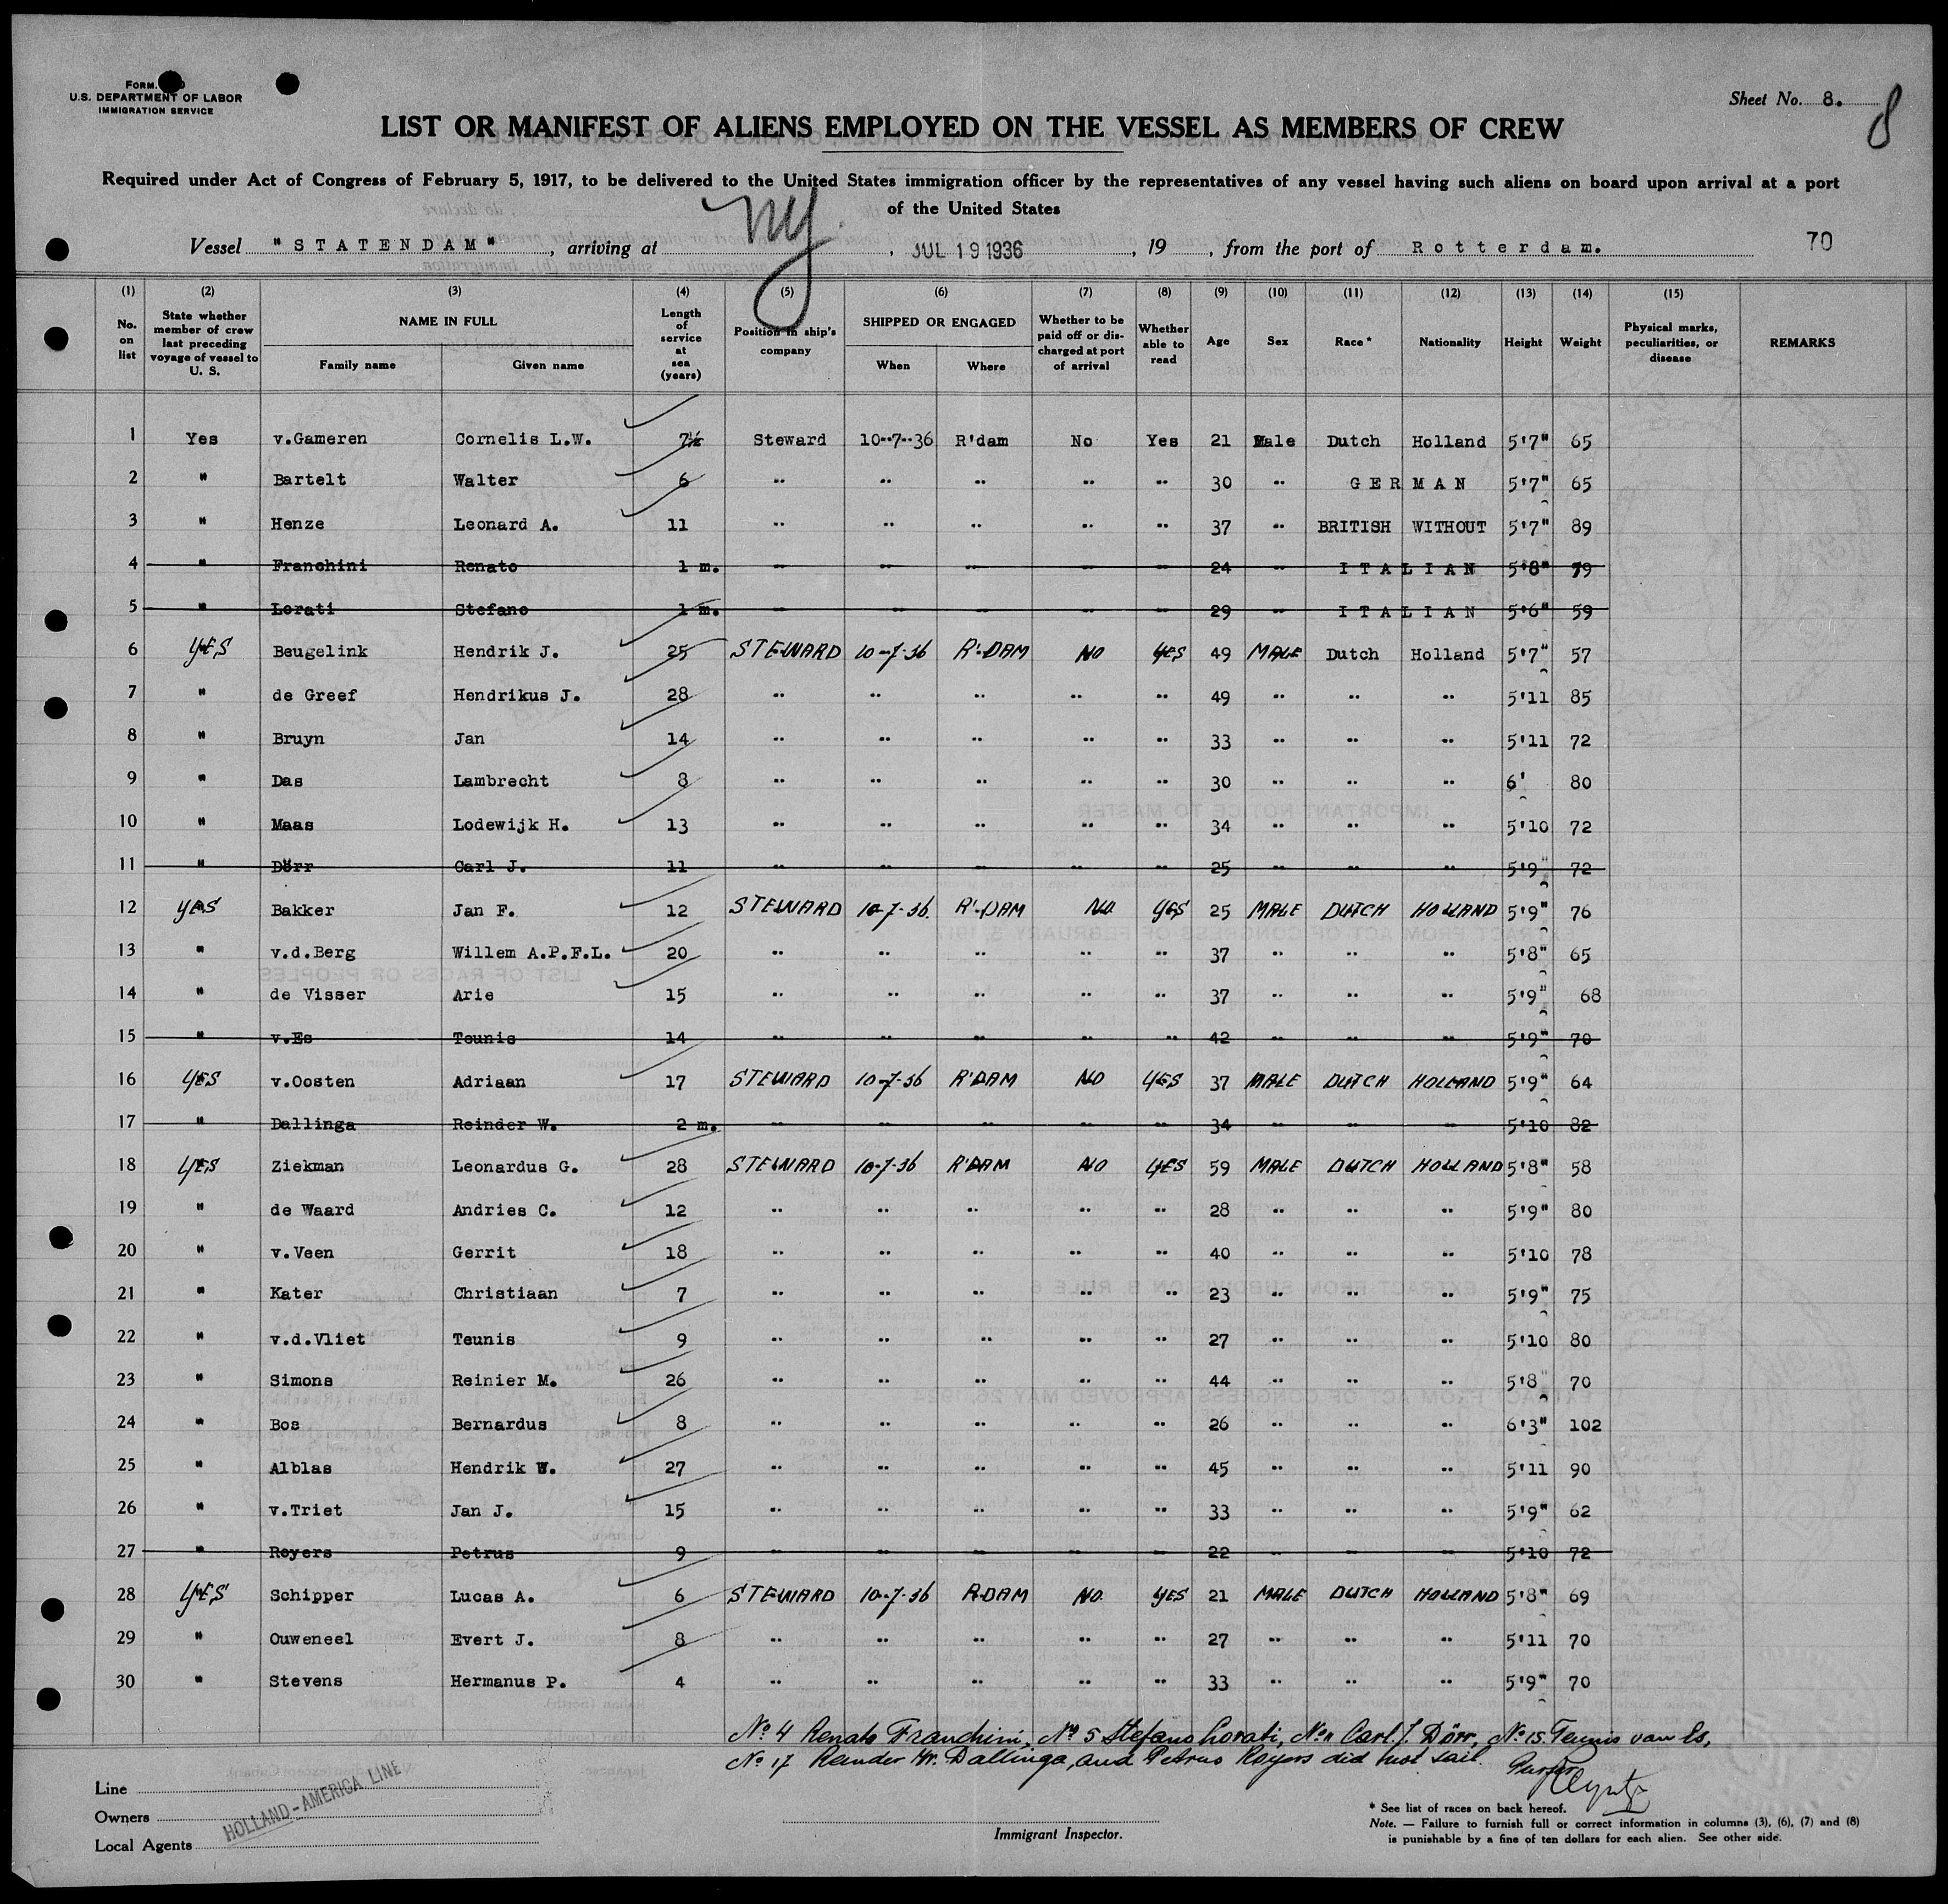 FORM.
U.S. DEPARTMENT OF LABOR
IMMIGRATION SERVICE
Sheet No. 8.
8
LIST OR MANIFEST OF ALIENS EMPLOYED ON THE VESSEL AS MEMBERS OF CREW
Required under Act of Congress of February 5, 1917, to be delivered to the United States immigration officer by the representatives of any vessel having such aliens on board upon arrival at a port
of the United States
Vessel "STATENDAM", arriving at NY., JUL 19 1936, 19, from the port of Rotterdam. 70
(1) (2) (3) (4) (5) (6) (7) (8) (9) (10) (11) (12) (13) (14) (15)
No. on list State whether member of crew last preceding voyage of vessel to U. S. NAME IN FULL Family name Given name Length of service at sea (years) Position in ship's company SHIPPED OR ENGAGED When Where Whether to be paid off or discharged at port of arrival Whether able to read Age Sex Race* Nationality Height Weight Physical marks, peculiarities, or disease REMARKS
1 Yes v.Gameren Cornelis L.W. 7½ Steward 10--7--36 R'dam No Yes 21 Male Dutch Holland 5'7" 65
2 " Bartelt Walter 6 -- -- -- -- -- 30 -- GERMAN 5'7" 65
3 " Henze Leonard A. 11 -- -- -- -- -- 37 -- BRITISH WITHOUT 5'7" 89
4 " Franchini Renato 1 m. -- -- -- -- -- 24 -- ITALIAN 5'8" 79
5 " Lorati Stefano 1 m. -- -- -- -- -- 29 -- ITALIAN 5'6" 59
6 YES Beugelink Hendrik J. 25 STEWARD 10-7-36 R'-DAM NO YES 49 MALE Dutch Holland 5'7" 57
7 " de Greef Hendrikus J. 28 -- -- -- -- -- 49 -- -- -- 5'11 85
8 " Bruyn Jan 14 -- -- -- -- -- 33 -- -- -- 5'11 72
9 " Das Lambrecht 8 -- -- -- -- -- 30 -- -- -- 6' 80
10 " Maas Lodewijk H. 13 -- -- -- -- -- 34 -- -- -- 5'10 72
11 " Dörr Carl J. 11 -- -- -- -- -- 25 -- -- -- 5'9" 72
12 YES Bakker Jan F. 12 STEWARD 10-7-36. R'-DAM NO YES 25 MALE DUTCH HOLLAND 5'9" 76
13 " v.d.Berg Willem A.P.F.L. 20 -- -- -- -- -- 37 -- -- -- 5'8" 65
14 " de Visser Arie 15 -- -- -- -- -- 37 -- -- -- 5'9" 68
15 " v.Es Teunis 14 -- -- -- -- -- 42 -- -- -- 5'9" 70
16 YES v.Oosten Adriaan 17 STEWARD 10-7-36 R'DAM NO YES 37 MALE DUTCH HOLLAND 5'9" 64
17 " Dallinga Reinder W. 2 m. -- -- -- -- -- 34 -- -- -- 5'10 82
18 YES Ziekman Leonardus G. 28 STEWARD 10-7-36 R'DAM NO YES 59 MALE DUTCH HOLLAND 5'8" 58
19 " de Waard Andries C. 12 -- -- -- -- -- 28 -- -- -- 5'9" 80
20 " v.Veen Gerrit 18 -- -- -- -- -- 40 -- -- -- 5'10 78
21 " Kater Christiaan 7 -- -- -- -- -- 23 -- -- -- 5'9" 75
22 " v.d.Vliet Teunis 9 -- -- -- -- -- 27 -- -- -- 5'10 80
23 " Simons Reinier M. 26 -- -- -- -- -- 44 -- -- -- 5'8" 70
24 " Bos Bernardus 8 -- -- -- -- -- 26 -- -- -- 6'3" 102
25 " Alblas Hendrik W. 27 -- -- -- -- -- 45 -- -- -- 5'11 90
26 " v.Triet Jan J. 15 -- -- -- -- -- 33 -- -- -- 5'9" 62
27 " Royers Petrus 9 -- -- -- -- -- 22 -- -- -- 5'10 72
28 YES Schipper Lucas A. 6 STEWARD 10-7-36 R-DAM NO. YES 21 MALE DUTCH HOLLAND 5'8" 69
29 " Ouweneel Evert J. 8 -- -- -- -- -- 27 -- -- -- 5'11 70
30 " Stevens Hermanus P. 4 -- -- -- -- -- 33 -- -- -- 5'9" 70
No 4 Renato Franchini, No 5 Stefano Lorati, No 11 Carl J. Dörr, No 15 Teunis van Es,
No 17 Reinder W. Dallinga, and Petrus Royers did not sail.
Purser
Line
Owners
Local Agents
HOLLAND-AMERICA LINE
Immigrant Inspector.
* See list of races on back hereof.
Note. — Failure to furnish full or correct information in columns (3), (6), (7) and (8)
is punishable by a fine of ten dollars for each alien. See other side.